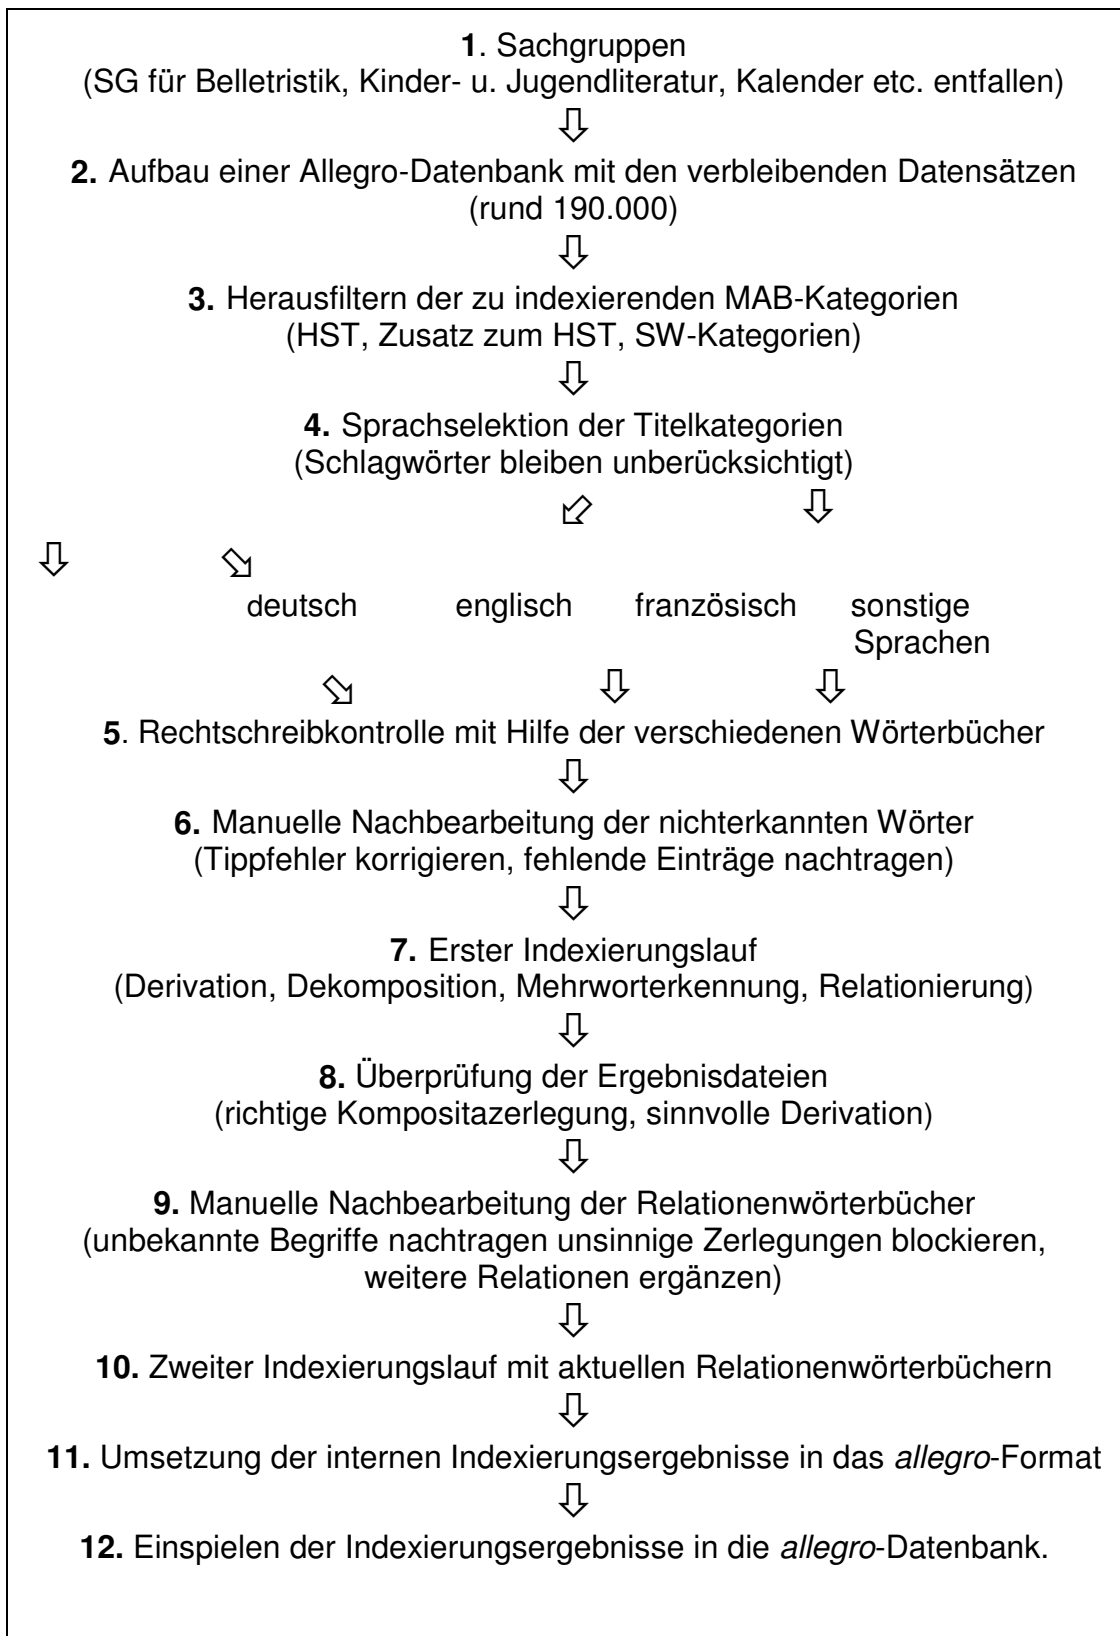 1. Sachgruppen
(SG für Belletristik, Kinder- u. Jugendliteratur, Kalender etc. entfallen)
⇩
2. Aufbau einer Allegro-Datenbank mit den verbleibenden Datensätzen
(rund 190.000)
⇩
3. Herausfiltern der zu indexierenden MAB-Kategorien
(HST, Zusatz zum HST, SW-Kategorien)
⇩
4. Sprachselektion der Titelkategorien
(Schlagwörter bleiben unberücksichtigt)
deutsch englisch französisch sonstige
Sprachen
5. Rechtschreibkontrolle mit Hilfe der verschiedenen Wörterbücher
⇩
6. Manuelle Nachbearbeitung der nichterkannten Wörter
(Tippfehler korrigieren, fehlende Einträge nachtragen)
⇩
7. Erster Indexierungslauf
(Derivation, Dekomposition, Mehrworterkennung, Relationierung)
⇩
8. Überprüfung der Ergebnisdateien
(richtige Kompositazerlegung, sinnvolle Derivation)
⇩
9. Manuelle Nachbearbeitung der Relationenwörterbücher
(unbekannte Begriffe nachtragen unsinnige Zerlegungen blockieren,
weitere Relationen ergänzen)
⇩
10. Zweiter Indexierungslauf mit aktuellen Relationenwörterbüchern
⇩
11. Umsetzung der internen Indexierungsergebnisse in das allegro-Format
⇩
12. Einspielen der Indexierungsergebnisse in die allegro-Datenbank.